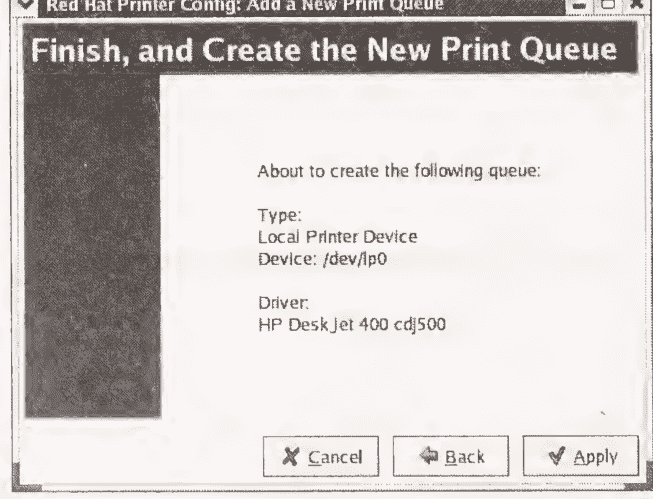 Red Hat Printer Config: Add a New Print Queue
Finish, and Create the New Print Queue
About to create the following queue:
Type:
Local Printer Device
Device: /dev/lp0
Driver:
HP DeskJet 400 cdj500
Cancel
Back
Apply